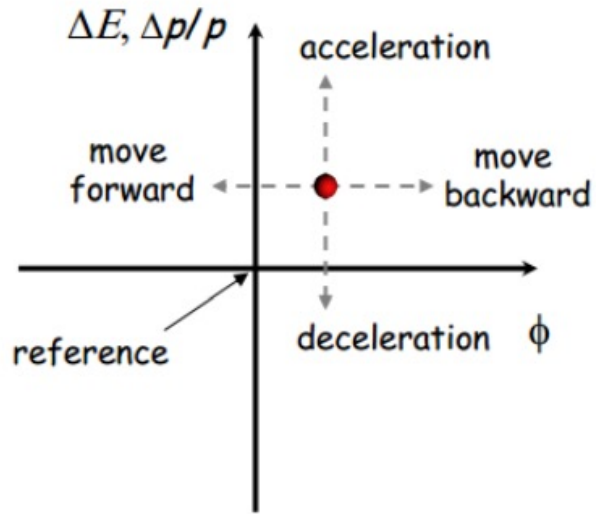 ΔE, Δp/p
acceleration
move
forward
move
backward
reference
deceleration
ϕ